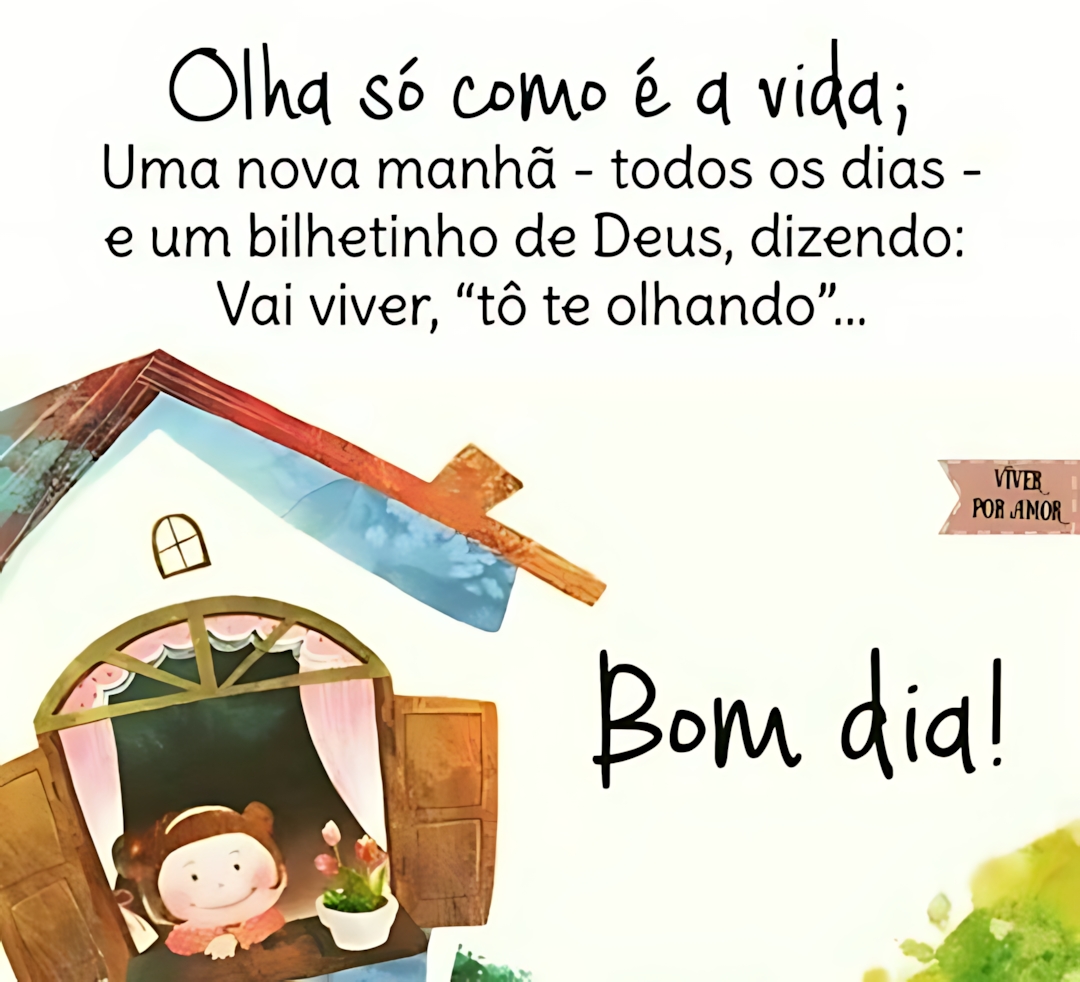 Olha só como é a vida;
Uma nova manhã - todos os dias -
e um bilhetinho de Deus, dizendo:
Vai viver, “tô te olhando”...
VIVER
POR AMOR
Bom dia!